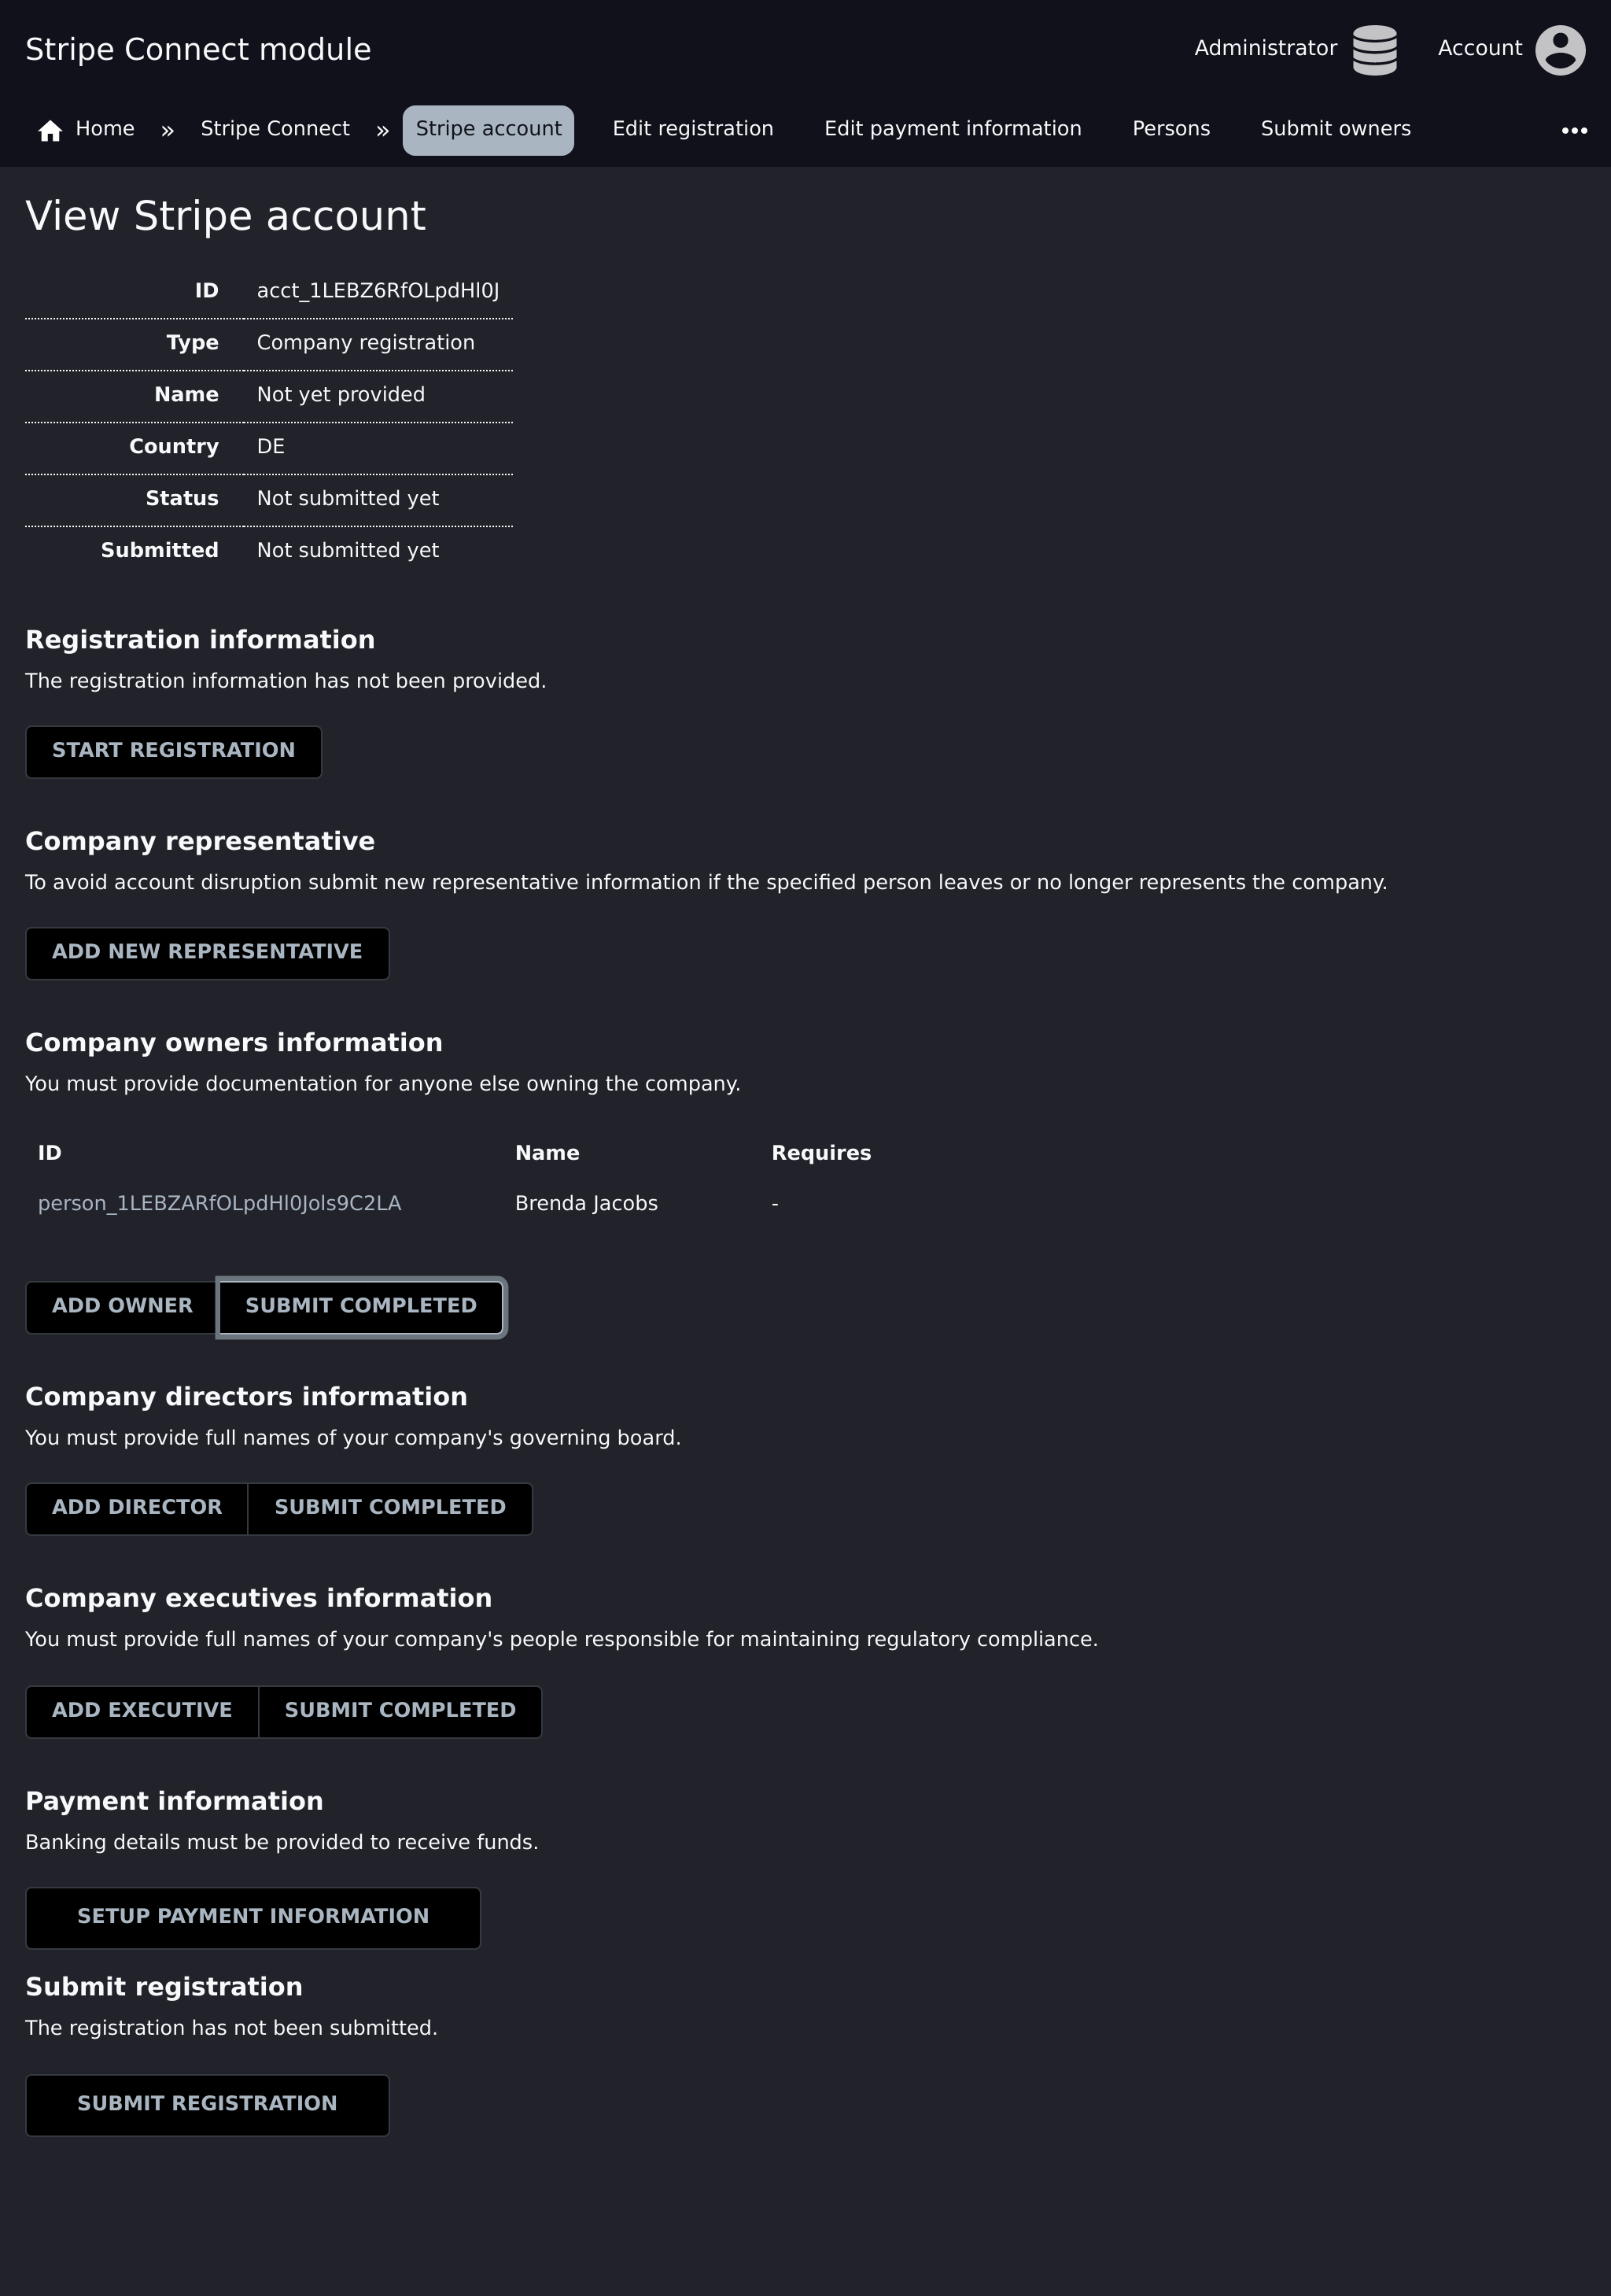 Stripe Connect module
Administrator
Account
Home » Stripe Connect » Stripe account Edit registration Edit payment information Persons Submit owners •••
View Stripe account
ID acct_1LEBZ6RfOLpdHl0J
Type Company registration
Name Not yet provided
Country DE
Status Not submitted yet
Submitted Not submitted yet
Registration information
The registration information has not been provided.
START REGISTRATION
Company representative
To avoid account disruption submit new representative information if the specified person leaves or no longer represents the company.
ADD NEW REPRESENTATIVE
Company owners information
You must provide documentation for anyone else owning the company.
ID Name Requires
person_1LEBZARfOLpdHl0Jols9C2LA Brenda Jacobs -
ADD OWNER SUBMIT COMPLETED
Company directors information
You must provide full names of your company's governing board.
ADD DIRECTOR SUBMIT COMPLETED
Company executives information
You must provide full names of your company's people responsible for maintaining regulatory compliance.
ADD EXECUTIVE SUBMIT COMPLETED
Payment information
Banking details must be provided to receive funds.
SETUP PAYMENT INFORMATION
Submit registration
The registration has not been submitted.
SUBMIT REGISTRATION